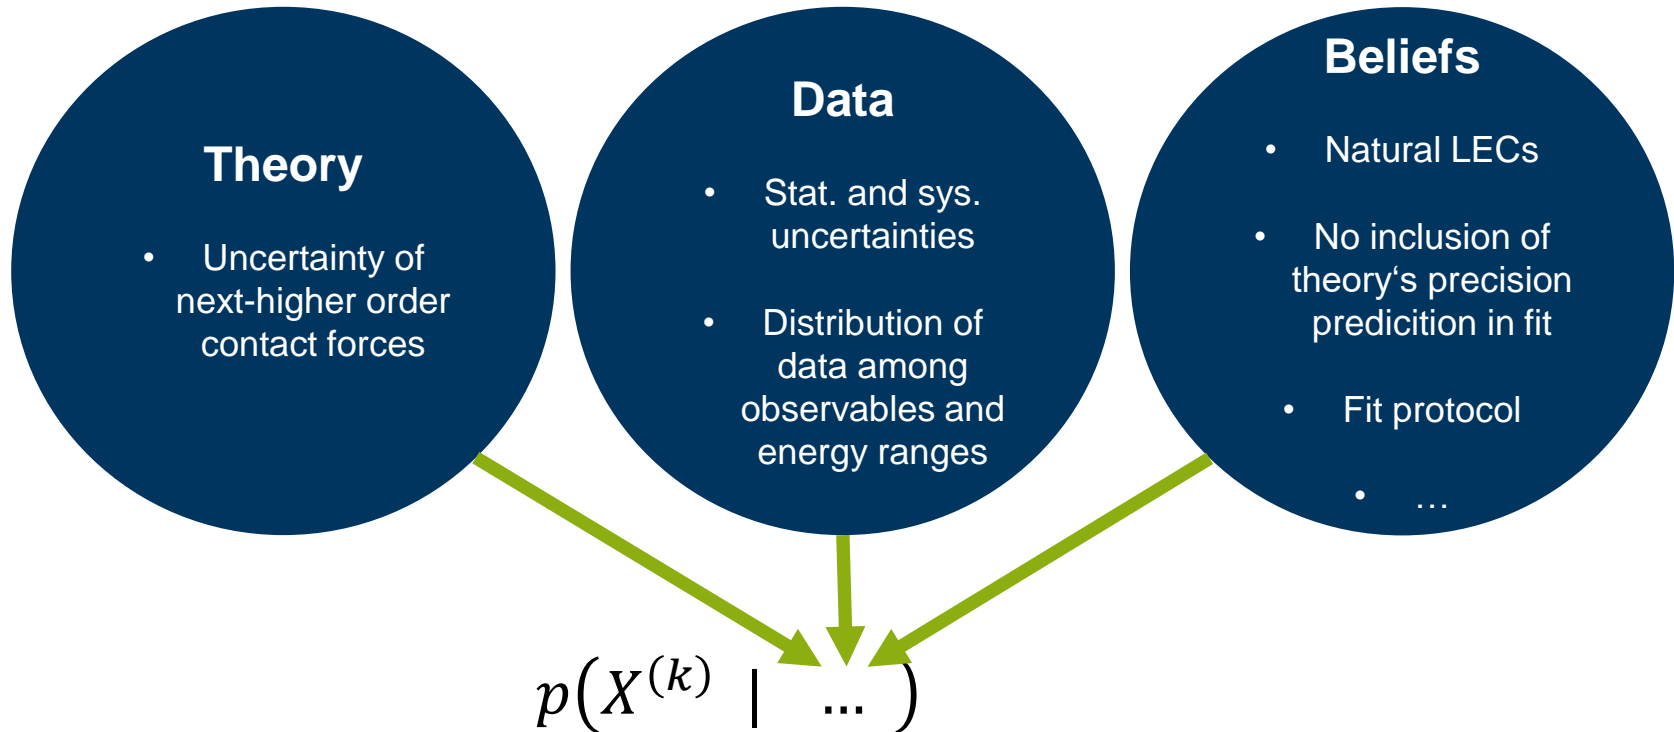 Theory
• Uncertainty of
next-higher order
contact forces
Data
• Stat. and sys.
uncertainties
• Distribution of
data among
observables and
energy ranges
Beliefs
• Natural LECs
• No inclusion of
theory‘s precision
predicition in fit
• Fit protocol
• …
p(X^(k) | … )